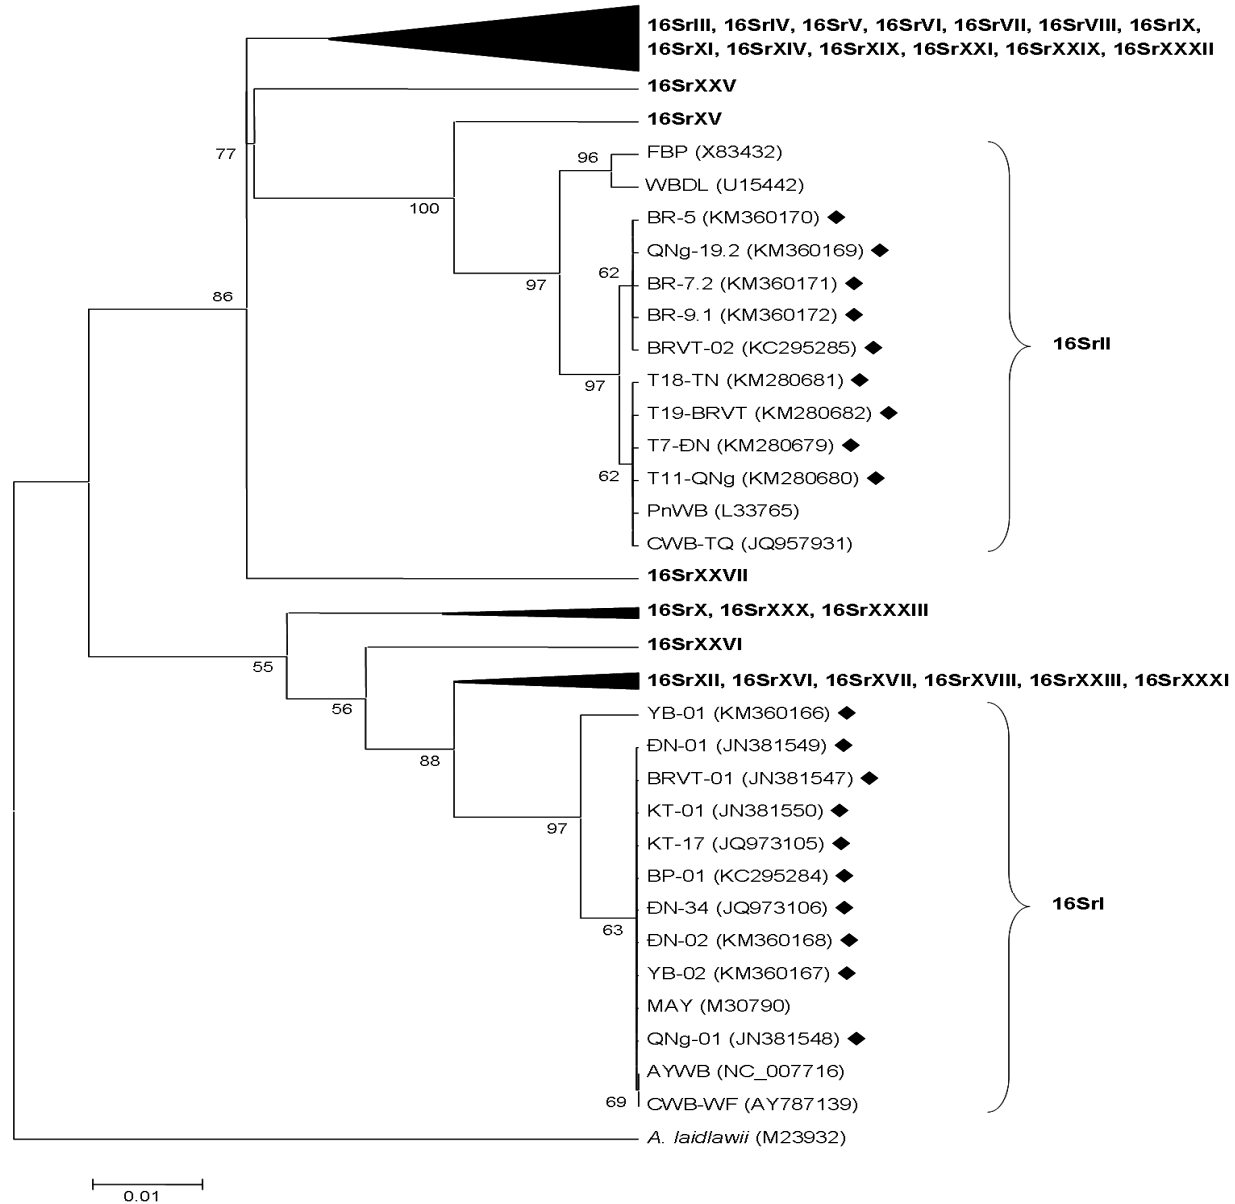 16SrIII, 16SrIV, 16SrV, 16SrVI, 16SrVII, 16SrVIII, 16SrIX,
16SrXI, 16SrXIV, 16SrXIX, 16SrXXI, 16SrXXIX, 16SrXXXII
16SrXXV
16SrXV
77
FBP (X83432)
96
WBDL (U15442)
100
BR-5 (KM360170)
QNg-19.2 (KM360169)
62
BR-7.2 (KM360171)
97
86
BR-9.1 (KM360172)
BRVT-02 (KC295285)
16SrII
T18-TN (KM280681)
97
T19-BRVT (KM280682)
T7-ĐN (KM280679)
T11-QNg (KM280680)
62
PnWB (L33765)
CWB-TQ (JQ957931)
16SrXXVII
16SrX, 16SrXXX, 16SrXXXIII
16SrXXVI
55
16SrXII, 16SrXVI, 16SrXVII, 16SrXVIII, 16SrXXIII, 16SrXXXI
56
YB-01 (KM360166)
ĐN-01 (JN381549)
88
BRVT-01 (JN381547)
KT-01 (JN381550)
97
KT-17 (JQ973105)
BP-01 (KC295284)
16SrI
ĐN-34 (JQ973106)
63
ĐN-02 (KM360168)
YB-02 (KM360167)
MAY (M30790)
QNg-01 (JN381548)
AYWB (NC_007716)
69
CWB-WF (AY787139)
A. laidlawii (M23932)
0.01